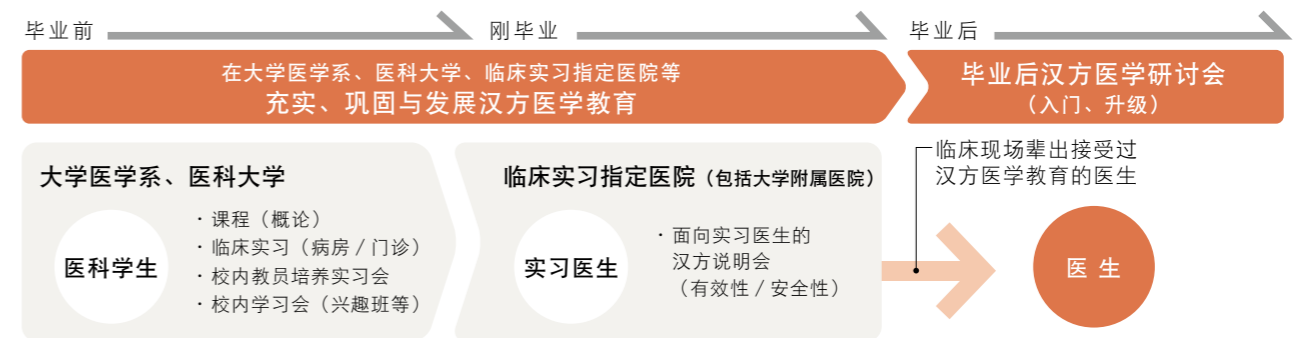 毕业前
刚毕业
毕业后
在大学医学系、医科大学、临床实习指定医院等
充实、巩固与发展汉方医学教育
毕业后汉方医学研讨会
（入门、升级）
大学医学系、医科大学
医科学生
・课程（概论）
・临床实习（病房 / 门诊）
・校内教员培养实习会
・校内学习会（兴趣班等）
临床实习指定医院（包括大学附属医院）
实习医生
・面向实习医生的
汉方说明会
（有效性 / 安全性）
临床现场辈出接受过
汉方医学教育的医生
医 生